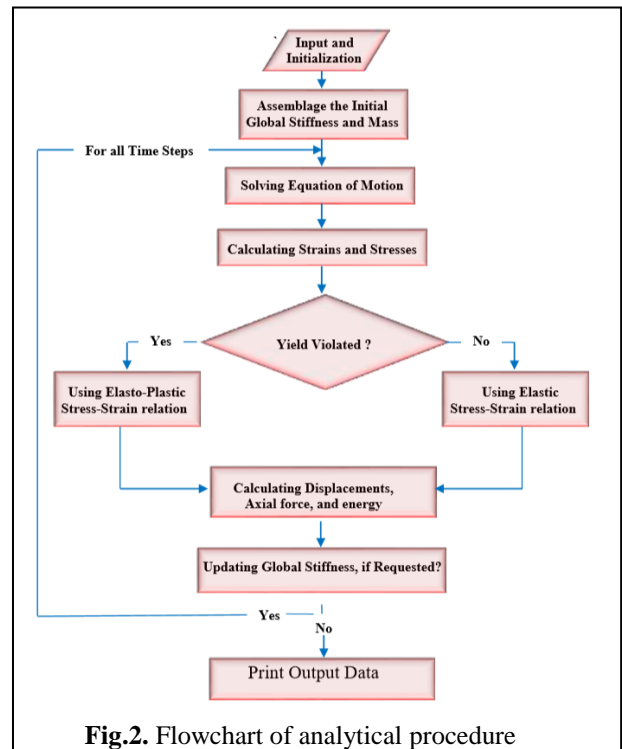 Input and
Initialization
Assemblage the Initial
Global Stiffness and Mass
For all Time Steps
Solving Equation of Motion
Calculating Strains and Stresses
Yes
Yield Violated ?
No
Using Elasto-Plastic
Stress-Strain relation
Using Elastic
Stress-Strain relation
Calculating Displacements,
Axial force, and energy
Updating Global Stiffness, if Requested?
Yes
No
Print Output Data
Fig.2. Flowchart of analytical procedure